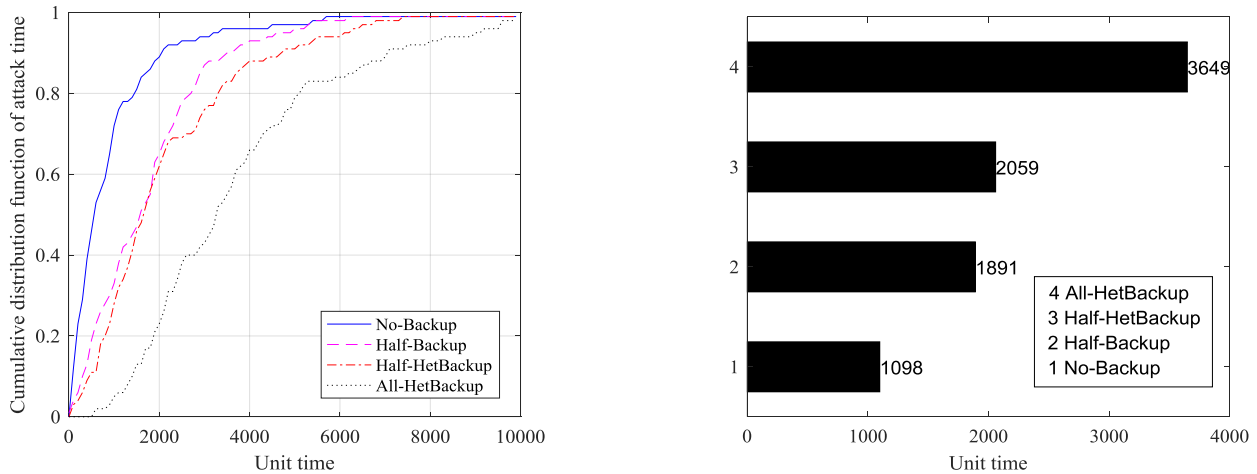 Cumulative distribution function of attack time
1
0.8
0.6
0.4
0.2
0
0 2000 4000 6000 8000 10000
Unit time
No-Backup
Half-Backup
Half-HetBackup
All-HetBackup
4
3
2
1
3649
2059
1891
1098
4 All-HetBackup
3 Half-HetBackup
2 Half-Backup
1 No-Backup
0 1000 2000 3000 4000
Unit time